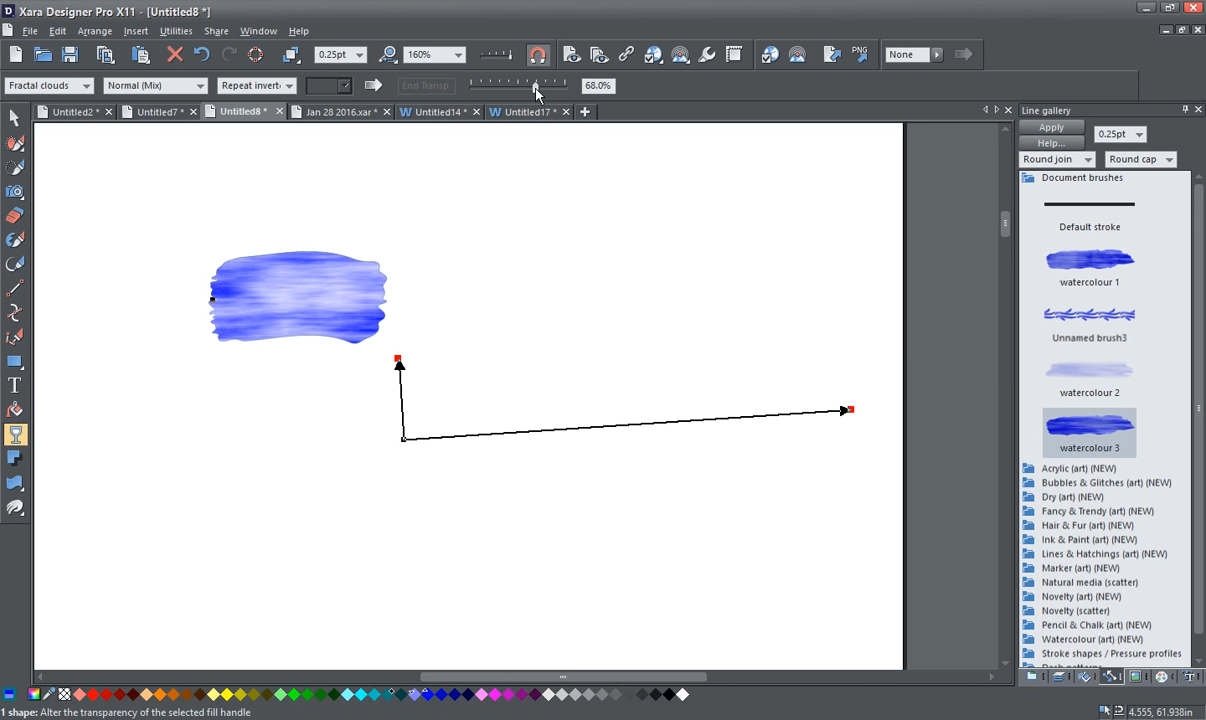 Xara Designer Pro X11 - [Untitled8 *]
File Edit Arrange Insert Utilities Share Window Help
0.25pt 160% PNG None
Fractal clouds Normal (Mix) Repeat inverti End Transp 68.0%
Untitled2 * Untitled7 * Untitled8 * Jan 28 2016.xar * Untitled14 * Untitled17 *
Line gallery
Apply 0.25pt
Help...
Round join Round cap
Document brushes
Default stroke
watercolour 1
Unnamed brush3
watercolour 2
watercolour 3
Acrylic (art) (NEW)
Bubbles & Glitches (art) (NEW)
Dry (art) (NEW)
Fancy & Trendy (art) (NEW)
Hair & Fur (art) (NEW)
Ink & Paint (art) (NEW)
Lines & Hatchings (art) (NEW)
Marker (art) (NEW)
Natural media (scatter)
Novelty (art) (NEW)
Novelty (scatter)
Pencil & Chalk (art) (NEW)
Watercolour (art) (NEW)
Stroke shapes / Pressure profiles
Dash patterns
1 shape: Alter the transparency of the selected fill handle
4.555, 61.938in